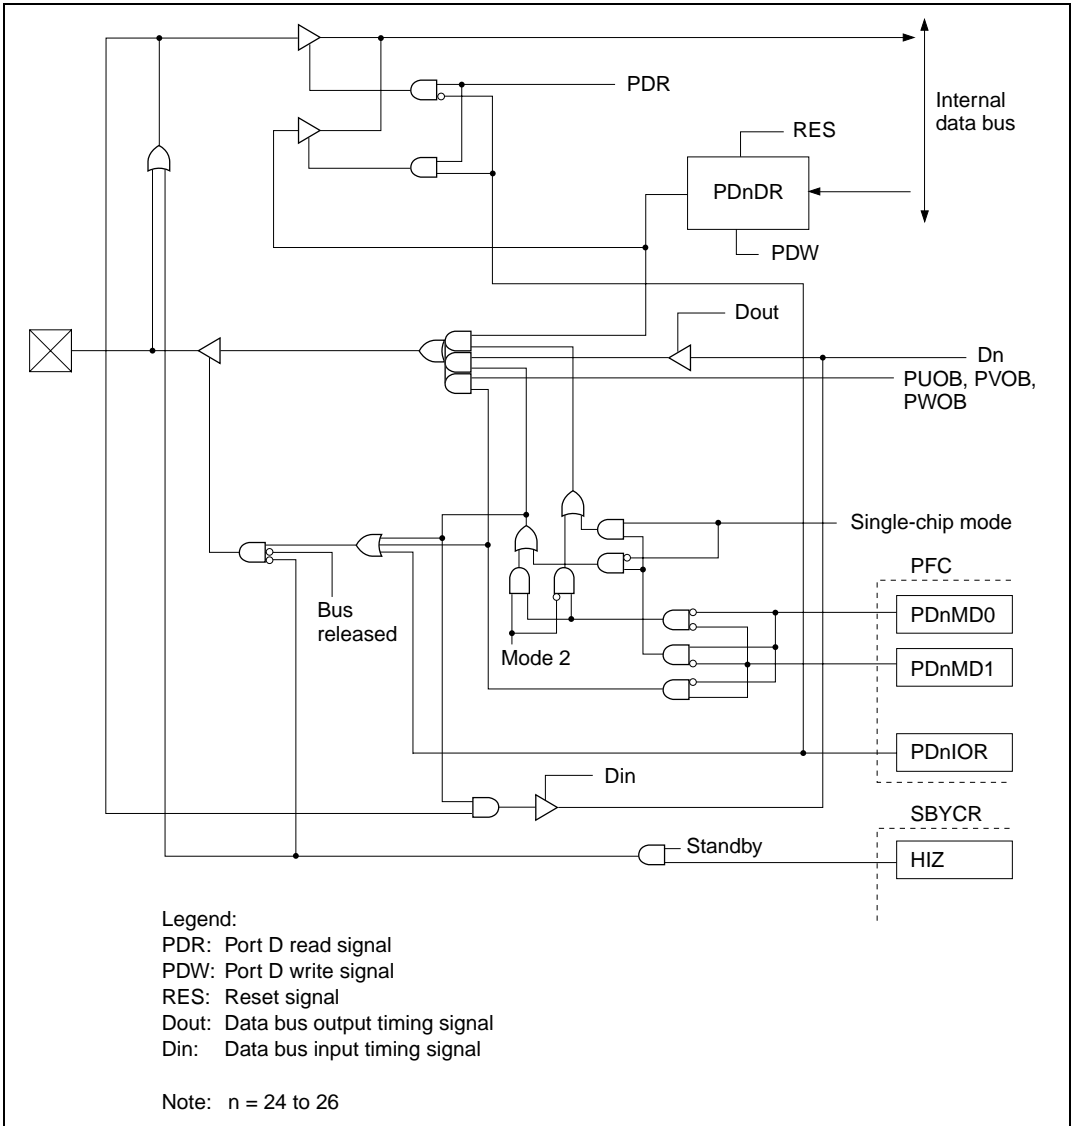 PDR
Internal
data bus
RES
PDnDR
PDW
Dout
Dn
PUOB, PVOB,
PWOB
Single-chip mode
PFC
Bus
released
PDnMD0
Mode 2
PDnMD1
PDnIOR
Din
SBYCR
Standby
HIZ
Legend:
PDR: Port D read signal
PDW: Port D write signal
RES: Reset signal
Dout: Data bus output timing signal
Din: Data bus input timing signal
Note: n = 24 to 26